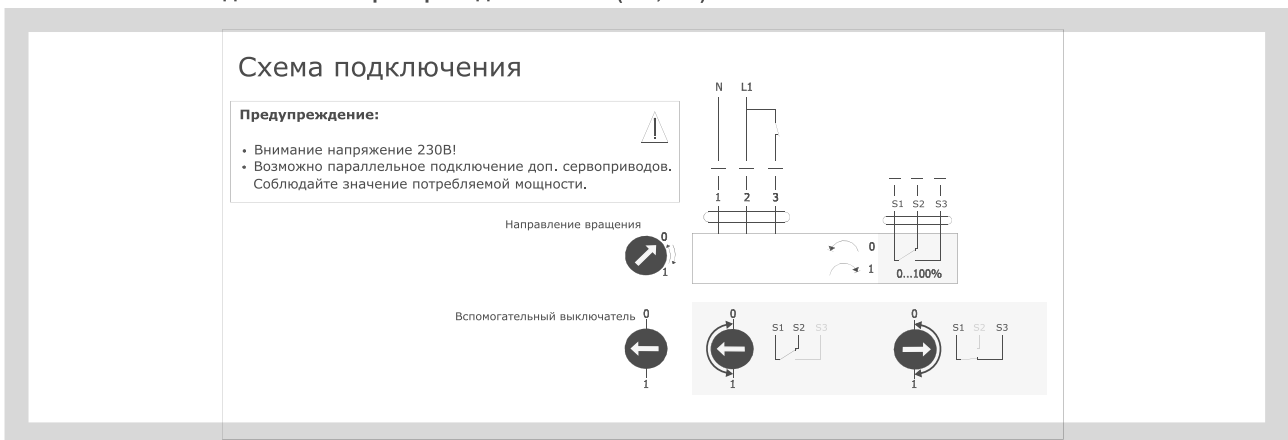 Схема подключения
Предупреждение:
• Внимание напряжение 230В!
• Возможно параллельное подключение доп. сервоприводов.
Соблюдайте значение потребляемой мощности.
N L1
1 2 3
S1 S2 S3
Направление вращения
0
1
0
1
0...100%
Вспомогательный выключатель
0
1
0
1
S1 S2 S3
0
1
S1 S2 S3